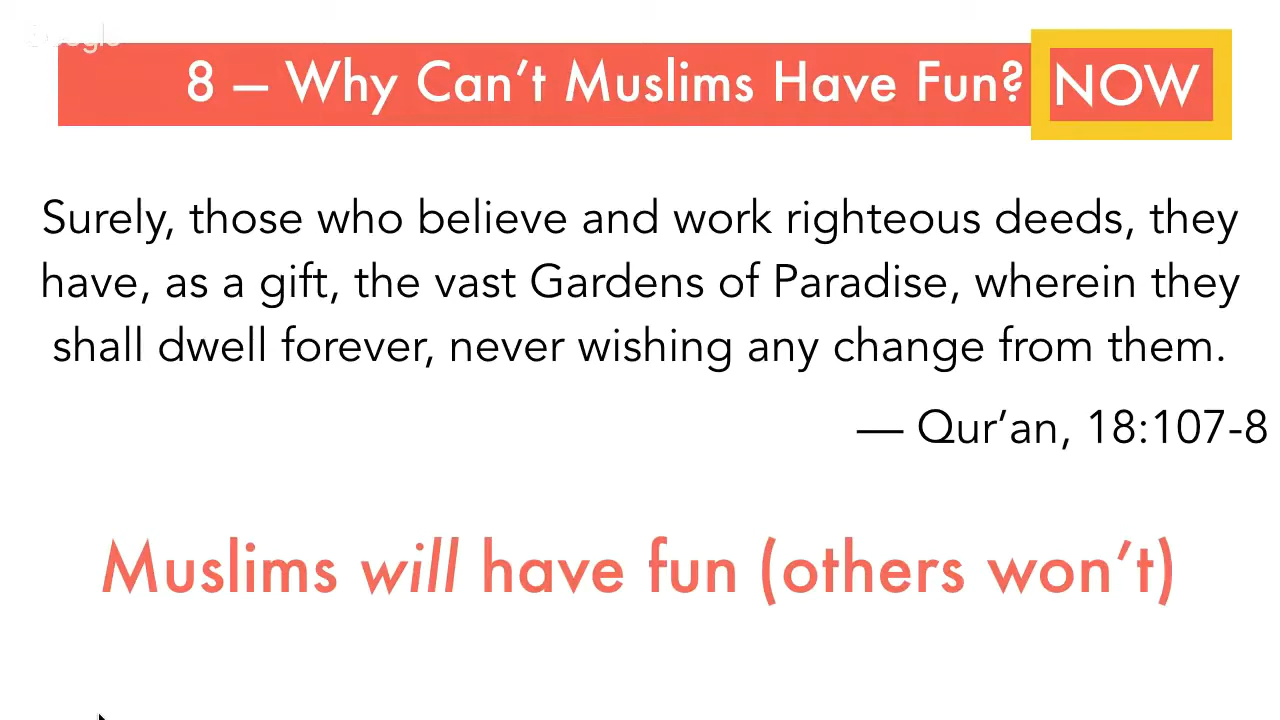 Google
8 – Why Can’t Muslims Have Fun? NOW
Surely, those who believe and work righteous deeds, they
have, as a gift, the vast Gardens of Paradise, wherein they
shall dwell forever, never wishing any change from them.
— Qur’an, 18:107-8
Muslims will have fun (others won’t)